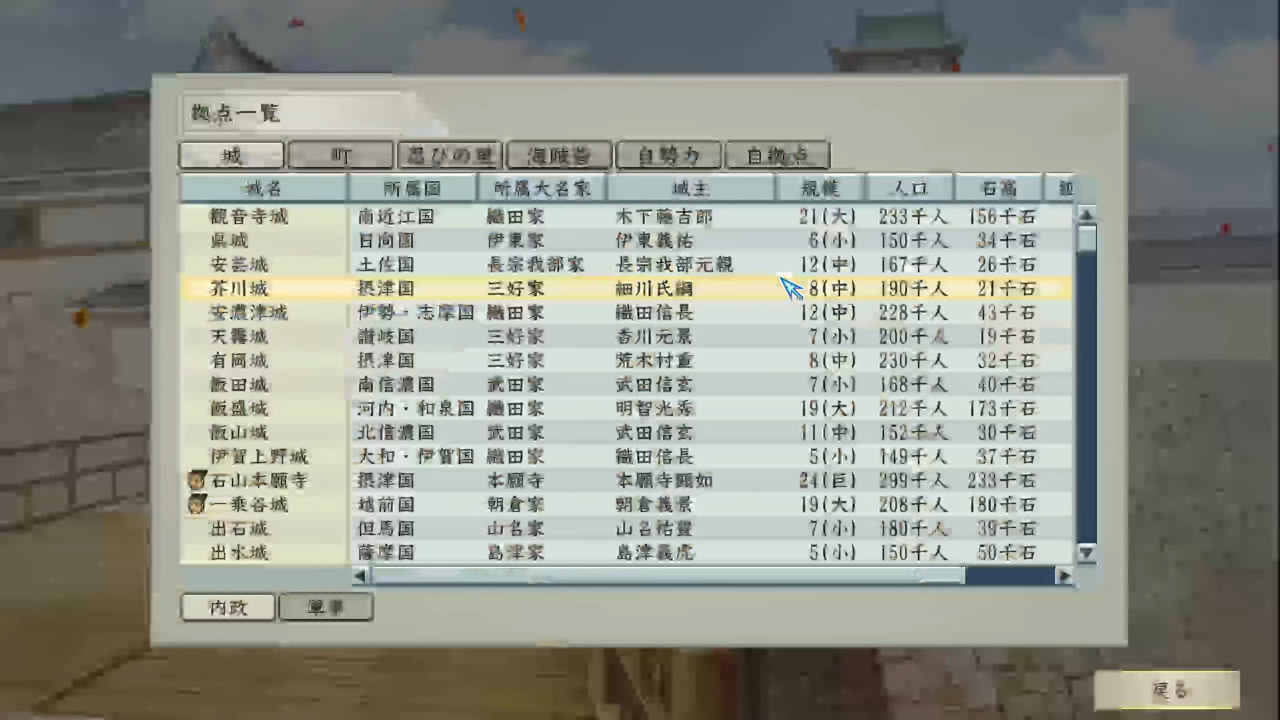 拠点一覧
城 町 忍びの里 海賊砦 自勢力 自拠点
城名 所属国 所属大名家 城主 規模 人口 石高
観音寺城 南近江国 織田家 木下藤吉郎 21(大) 233千人 156千石
県城 日向国 伊東家 伊東義祐 6(小) 150千人 34千石
安芸城 土佐国 長宗我部家 長宗我部元親 12(中) 167千人 26千石
芥川城 摂津国 三好家 細川氏綱 8(中) 190千人 21千石
安濃津城 伊勢・志摩国 織田家 織田信長 12(中) 228千人 43千石
天霧城 讃岐国 三好家 香川元景 7(小) 200千人 19千石
有岡城 摂津国 三好家 荒木村重 8(中) 230千人 32千石
飯田城 南信濃国 武田家 武田信玄 7(小) 168千人 40千石
飯盛城 河内・和泉国 織田家 明智光秀 19(大) 212千人 173千石
飯山城 北信濃国 武田家 武田信玄 11(中) 152千人 30千石
伊賀上野城 大和・伊賀国 織田家 織田信長 5(小) 149千人 37千石
石山本願寺 摂津国 本願寺 本願寺顕如 24(巨) 299千人 233千石
一乗谷城 越前国 朝倉家 朝倉義景 19(大) 208千人 180千石
出石城 但馬国 山名家 山名祐豊 7(小) 180千人 39千石
出水城 薩摩国 島津家 島津義虎 5(小) 150千人 50千石
内政 軍事
戻る